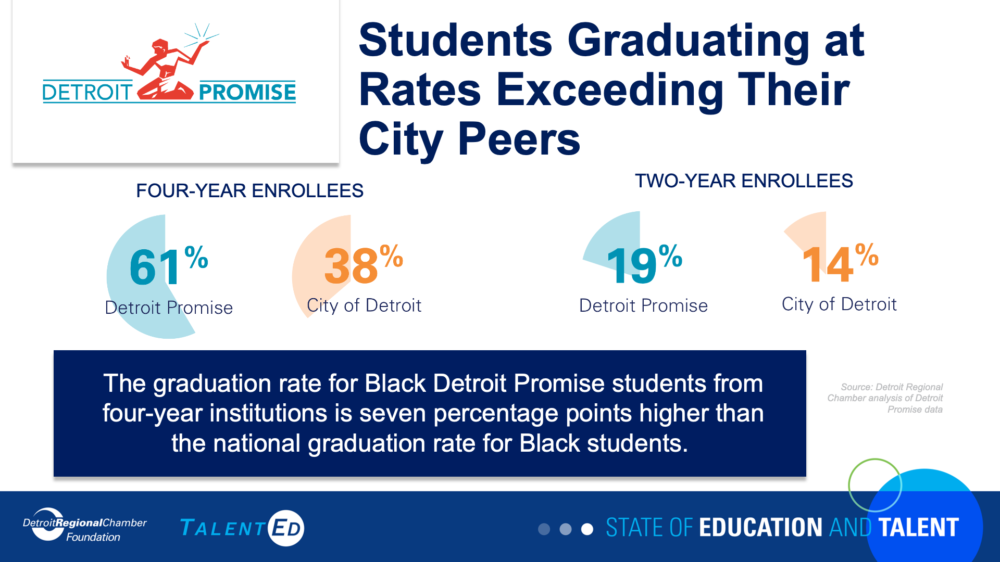 DETROIT PROMISE
Students Graduating at
Rates Exceeding Their
City Peers
FOUR-YEAR ENROLLEES
61%
Detroit Promise
38%
City of Detroit
TWO-YEAR ENROLLEES
19%
Detroit Promise
14%
City of Detroit
The graduation rate for Black Detroit Promise students from
four-year institutions is seven percentage points higher than
the national graduation rate for Black students.
Source: Detroit Regional
Chamber analysis of Detroit
Promise data
DetroitRegionalChamber
Foundation
TALENTED
STATE OF EDUCATION AND TALENT